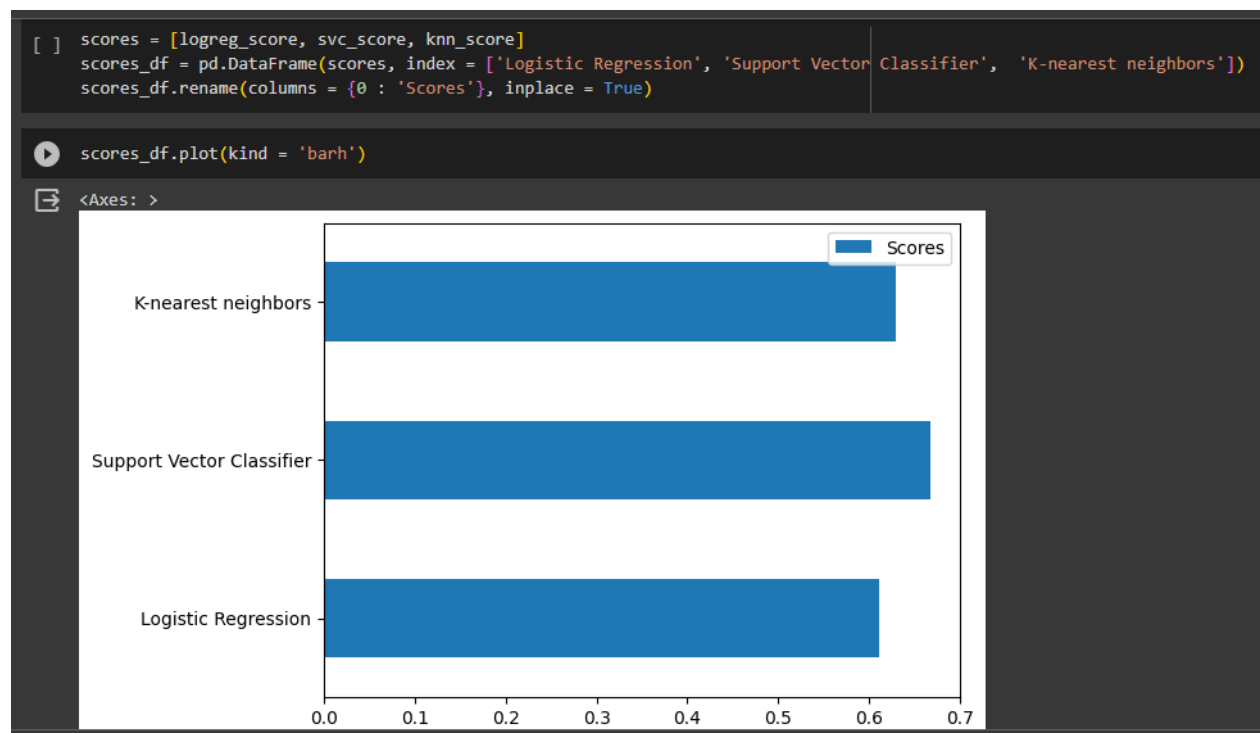 [ ] scores = [logreg_score, svc_score, knn_score]
scores_df = pd.DataFrame(scores, index = ['Logistic Regression', 'Support Vector Classifier',  'K-nearest neighbors'])
scores_df.rename(columns = {0 : 'Scores'}, inplace = True)
scores_df.plot(kind = 'barh')
<Axes: >
Scores
K-nearest neighbors
Support Vector Classifier
Logistic Regression
0.0 0.1 0.2 0.3 0.4 0.5 0.6 0.7